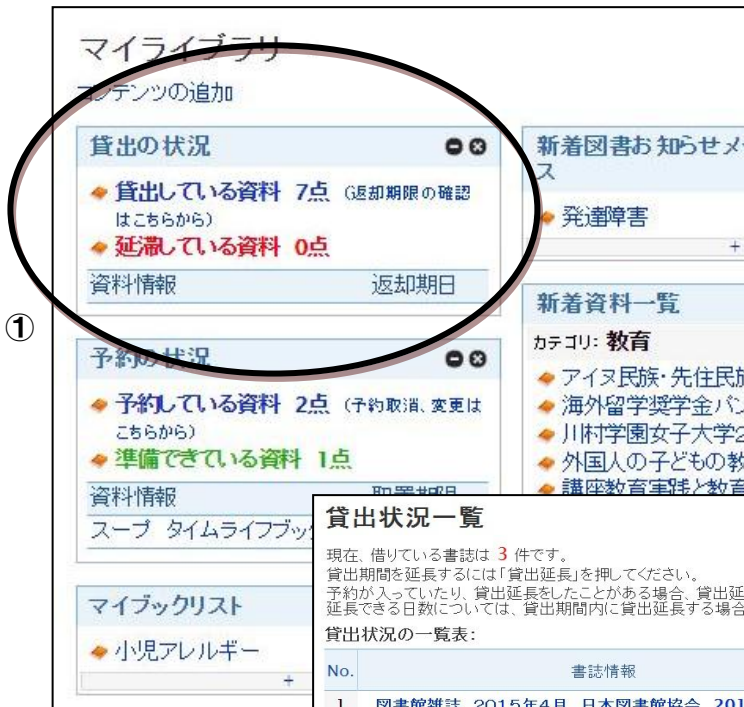 マイライブラリ
コンテンツの追加
貸出の状況
貸出している資料 7点 (返却期限の確認
はこちらから)
延滞している資料 0点
資料情報 返却期日
①
予約の状況
予約している資料 2点 (予約取消、変更は
こちらから)
準備できている資料 1点
資料情報 取置期限
スープ タイムライフブッ
マイブックリスト
小児アレルギー
+
新着図書お知らせメー
ス
発達障害
+
新着資料一覧
カテゴリ: 教育
アイヌ民族・先住民族
海外留学奨学金パン
川村学園女子大学2
外国人の子どもの教
講座教育実践と教育
貸出状況一覧
現在、借りている書誌は 3 件です。
貸出期間を延長するには「貸出延長」を押してください。
予約が入っていたり、貸出延長をしたことがある場合、貸出延
延長できる日数については、貸出期間内に貸出延長する場合
貸出状況の一覧表:
No. 書誌情報
1 図書館雑誌 2015年4月 日本図書館協会 201